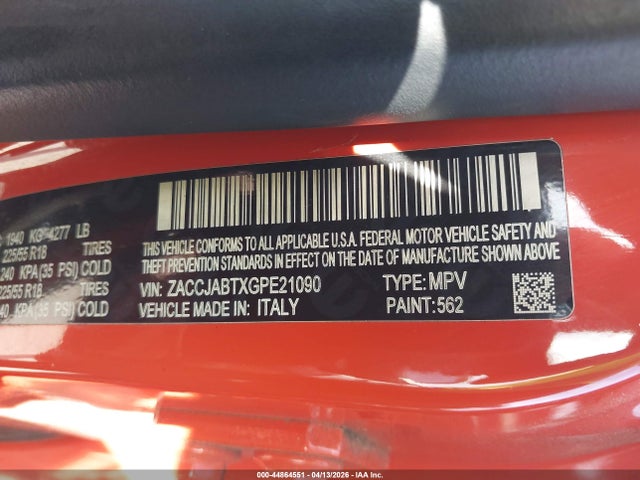 1940 KG 4277 LB
225/55 R18 TIRES
240 KPA(35 PSI) COLD
225/55 R18 TIRES
40 KPA(35 PSI) COLD
THIS VEHICLE CONFORMS TO ALL APPLICABLE U.S.A. FEDERAL MOTOR VEHICLE SAFETY AND
THEFT PREVENTION STANDARDS IN EFFECT ON THE DATE OF MANUFACTURE SHOWN ABOVE.
VIN: ZACCJABTXGPE21090 TYPE: MPV
VEHICLE MADE IN: ITALY PAINT:562
000-44864551 - 04/13/2026 - IAA Inc.